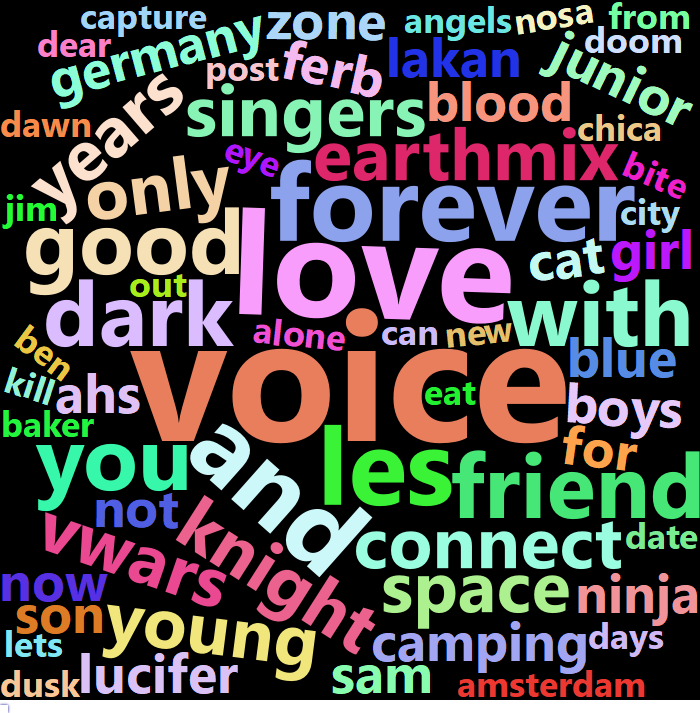 capture
zone
angels
nosa
from
dear
germany
post
ferb
lakan
junior
doom
dawn
years
singers
blood
chica
eye
earthmix
bite
jim
only
forever
city
good
love
cat
girl
out
dark
alone
can
new
with
ben
voice
blue
kill
ahs
eat
boys
baker
you
and
les
for
friend
not
knight
connect
date
vwars
now
son
young
space
ninja
lets
camping
days
dusk
lucifer
sam
amsterdam